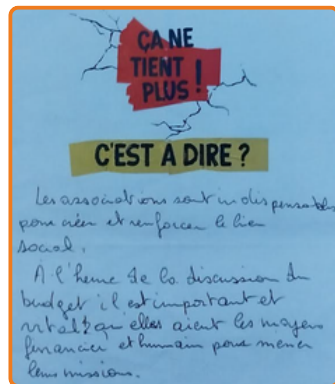 ÇA NE
TIENT
PLUS !
C'EST À DIRE ?
Les associations sont indispensables
pour créer et renforcer le lien
social.
À l'heure de la discussion du
budget il est important et
vital qu'elles aient les moyens
financier et humain pour mener
leurs missions.